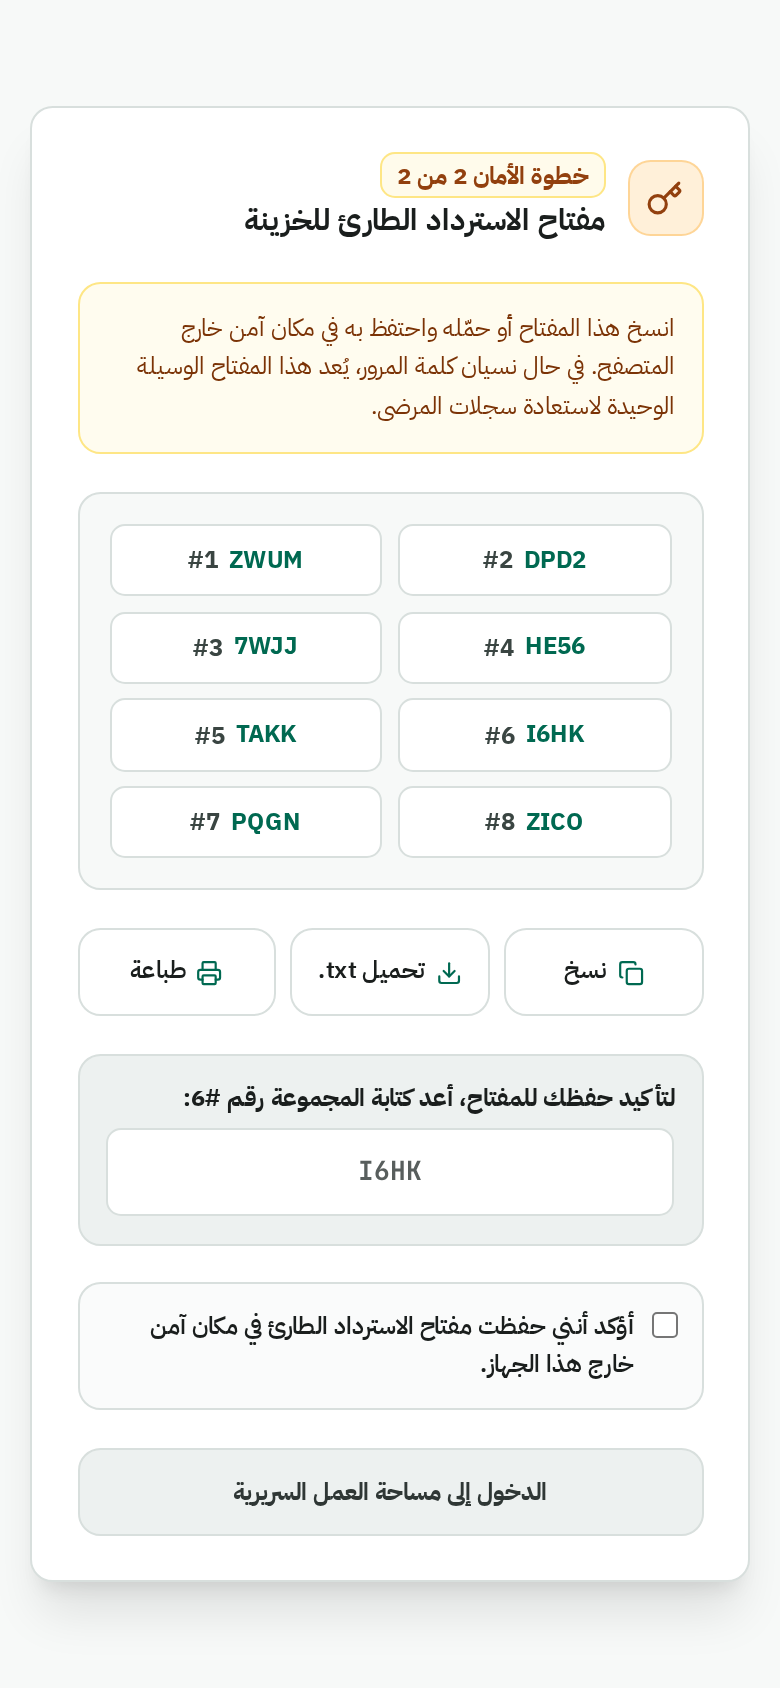 خطوة الأمان 2 من 2
مفتاح الاسترداد الطارئ للخزينة
انسخ هذا المفتاح أو حمّله واحتفظ به في مكان آمن خارج
المتصفح. في حال نسيان كلمة المرور، يُعد هذا المفتاح الوسيلة
الوحيدة لاستعادة سجلات المرضى.
#1 ZWUM
#2 DPD2
#3 7WJJ
#4 HE56
#5 TAKK
#6 I6HK
#7 PQGN
#8 ZICO
نسخ
تحميل txt.
طباعة
لتأكيد حفظك للمفتاح، أعد كتابة المجموعة رقم #6:
I6HK
أؤكد أنني حفظت مفتاح الاسترداد الطارئ في مكان آمن
خارج هذا الجهاز.
الدخول إلى مساحة العمل السريرية